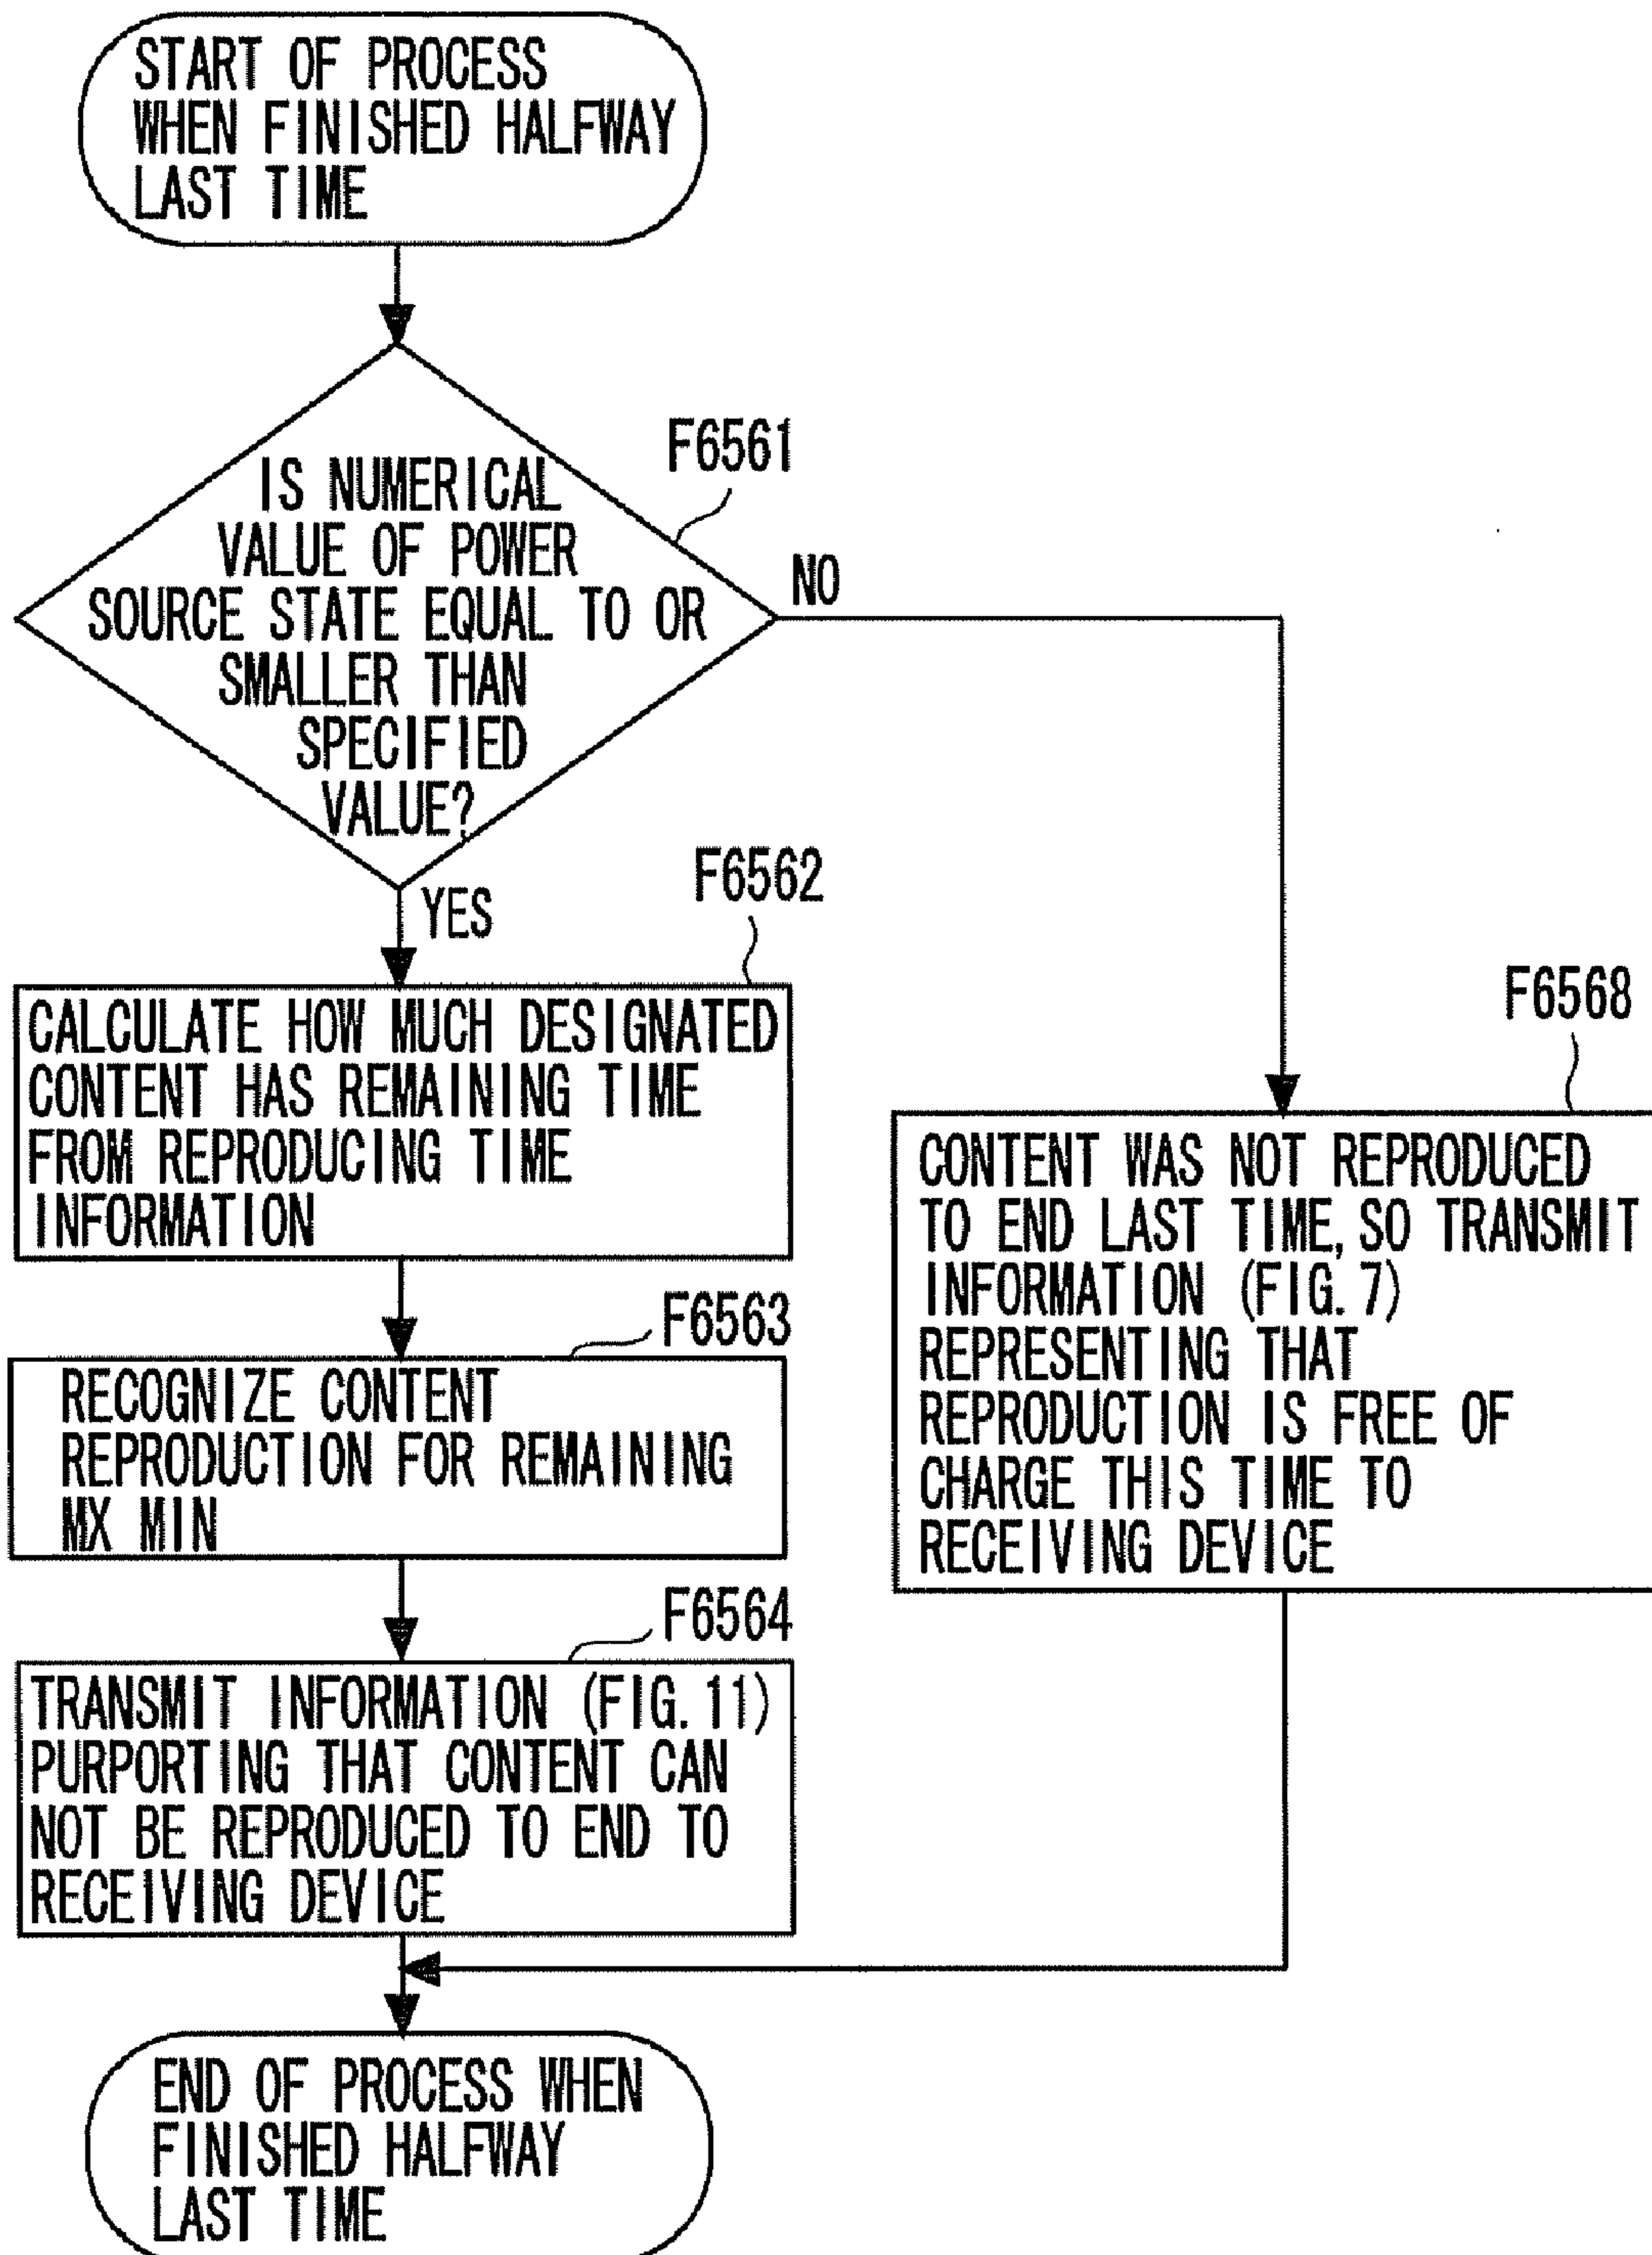 START OF PROCESS
WHEN FINISHED HALFWAY
LAST TIME
F6561
IS NUMERICAL
VALUE OF POWER
SOURCE STATE EQUAL TO OR
SMALLER THAN
SPECIFIED
VALUE?
NO
YES
F6562
CALCULATE HOW MUCH DESIGNATED
CONTENT HAS REMAINING TIME
FROM REPRODUCING TIME
INFORMATION
F6563
RECOGNIZE CONTENT
REPRODUCTION FOR REMAINING
MX MIN
F6564
TRANSMIT INFORMATION (FIG. 11)
PURPORTING THAT CONTENT CAN
NOT BE REPRODUCED TO END TO
RECEIVING DEVICE
F6568
CONTENT WAS NOT REPRODUCED
TO END LAST TIME, SO TRANSMIT
INFORMATION (FIG. 7)
REPRESENTING THAT
REPRODUCTION IS FREE OF
CHARGE THIS TIME TO
RECEIVING DEVICE
END OF PROCESS WHEN
FINISHED HALFWAY
LAST TIME